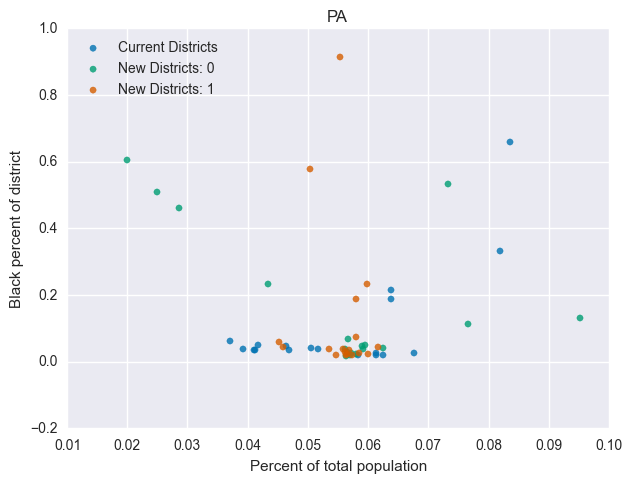 PA
Current Districts
New Districts: 0
New Districts: 1
Black percent of district
1.0
0.8
0.6
0.4
0.2
0.0
−0.2
0.01 0.02 0.03 0.04 0.05 0.06 0.07 0.08 0.09 0.10
Percent of total population